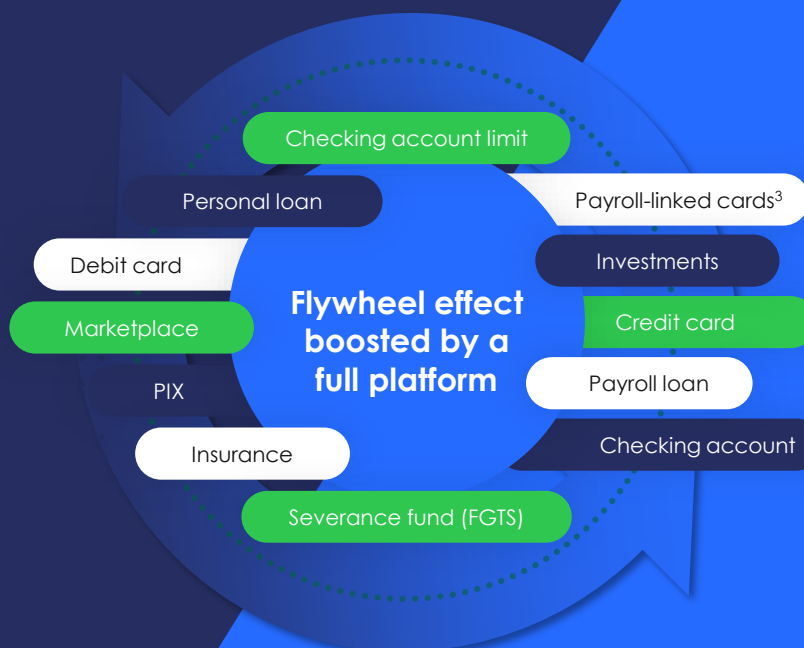 Checking account limit
Personal loan
Payroll-linked cards³
Debit card
Investments
Marketplace
Credit card
Flywheel effect
boosted by a
full platform
PIX
Payroll loan
Insurance
Checking account
Severance fund (FGTS)